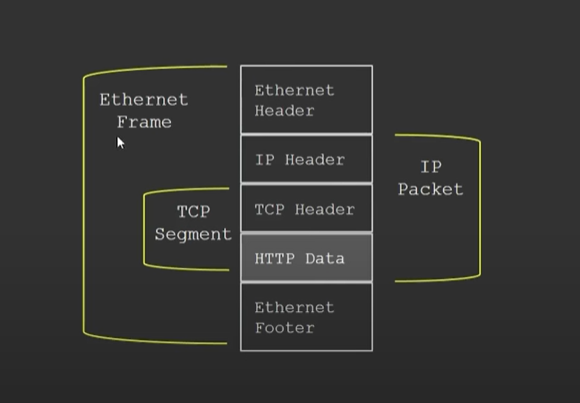 Ethernet
Frame
TCP
Segment
Ethernet
Header
IP Header
TCP Header
HTTP Data
Ethernet
Footer
IP
Packet